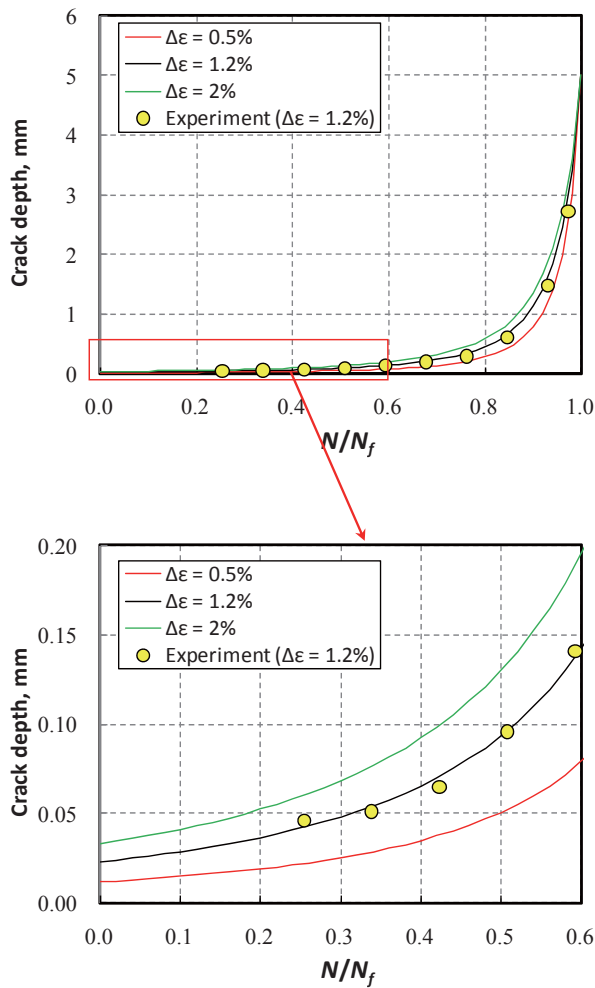 6
5
4
3
2
1
0
Crack depth, mm
Δε = 0.5%
Δε = 1.2%
Δε = 2%
Experiment (Δε = 1.2%)
0.0 0.2 0.4 0.6 0.8 1.0
N/Nf
0.20
0.15
0.10
0.05
0.00
Crack depth, mm
Δε = 0.5%
Δε = 1.2%
Δε = 2%
Experiment (Δε = 1.2%)
0.0 0.1 0.2 0.3 0.4 0.5 0.6
N/Nf